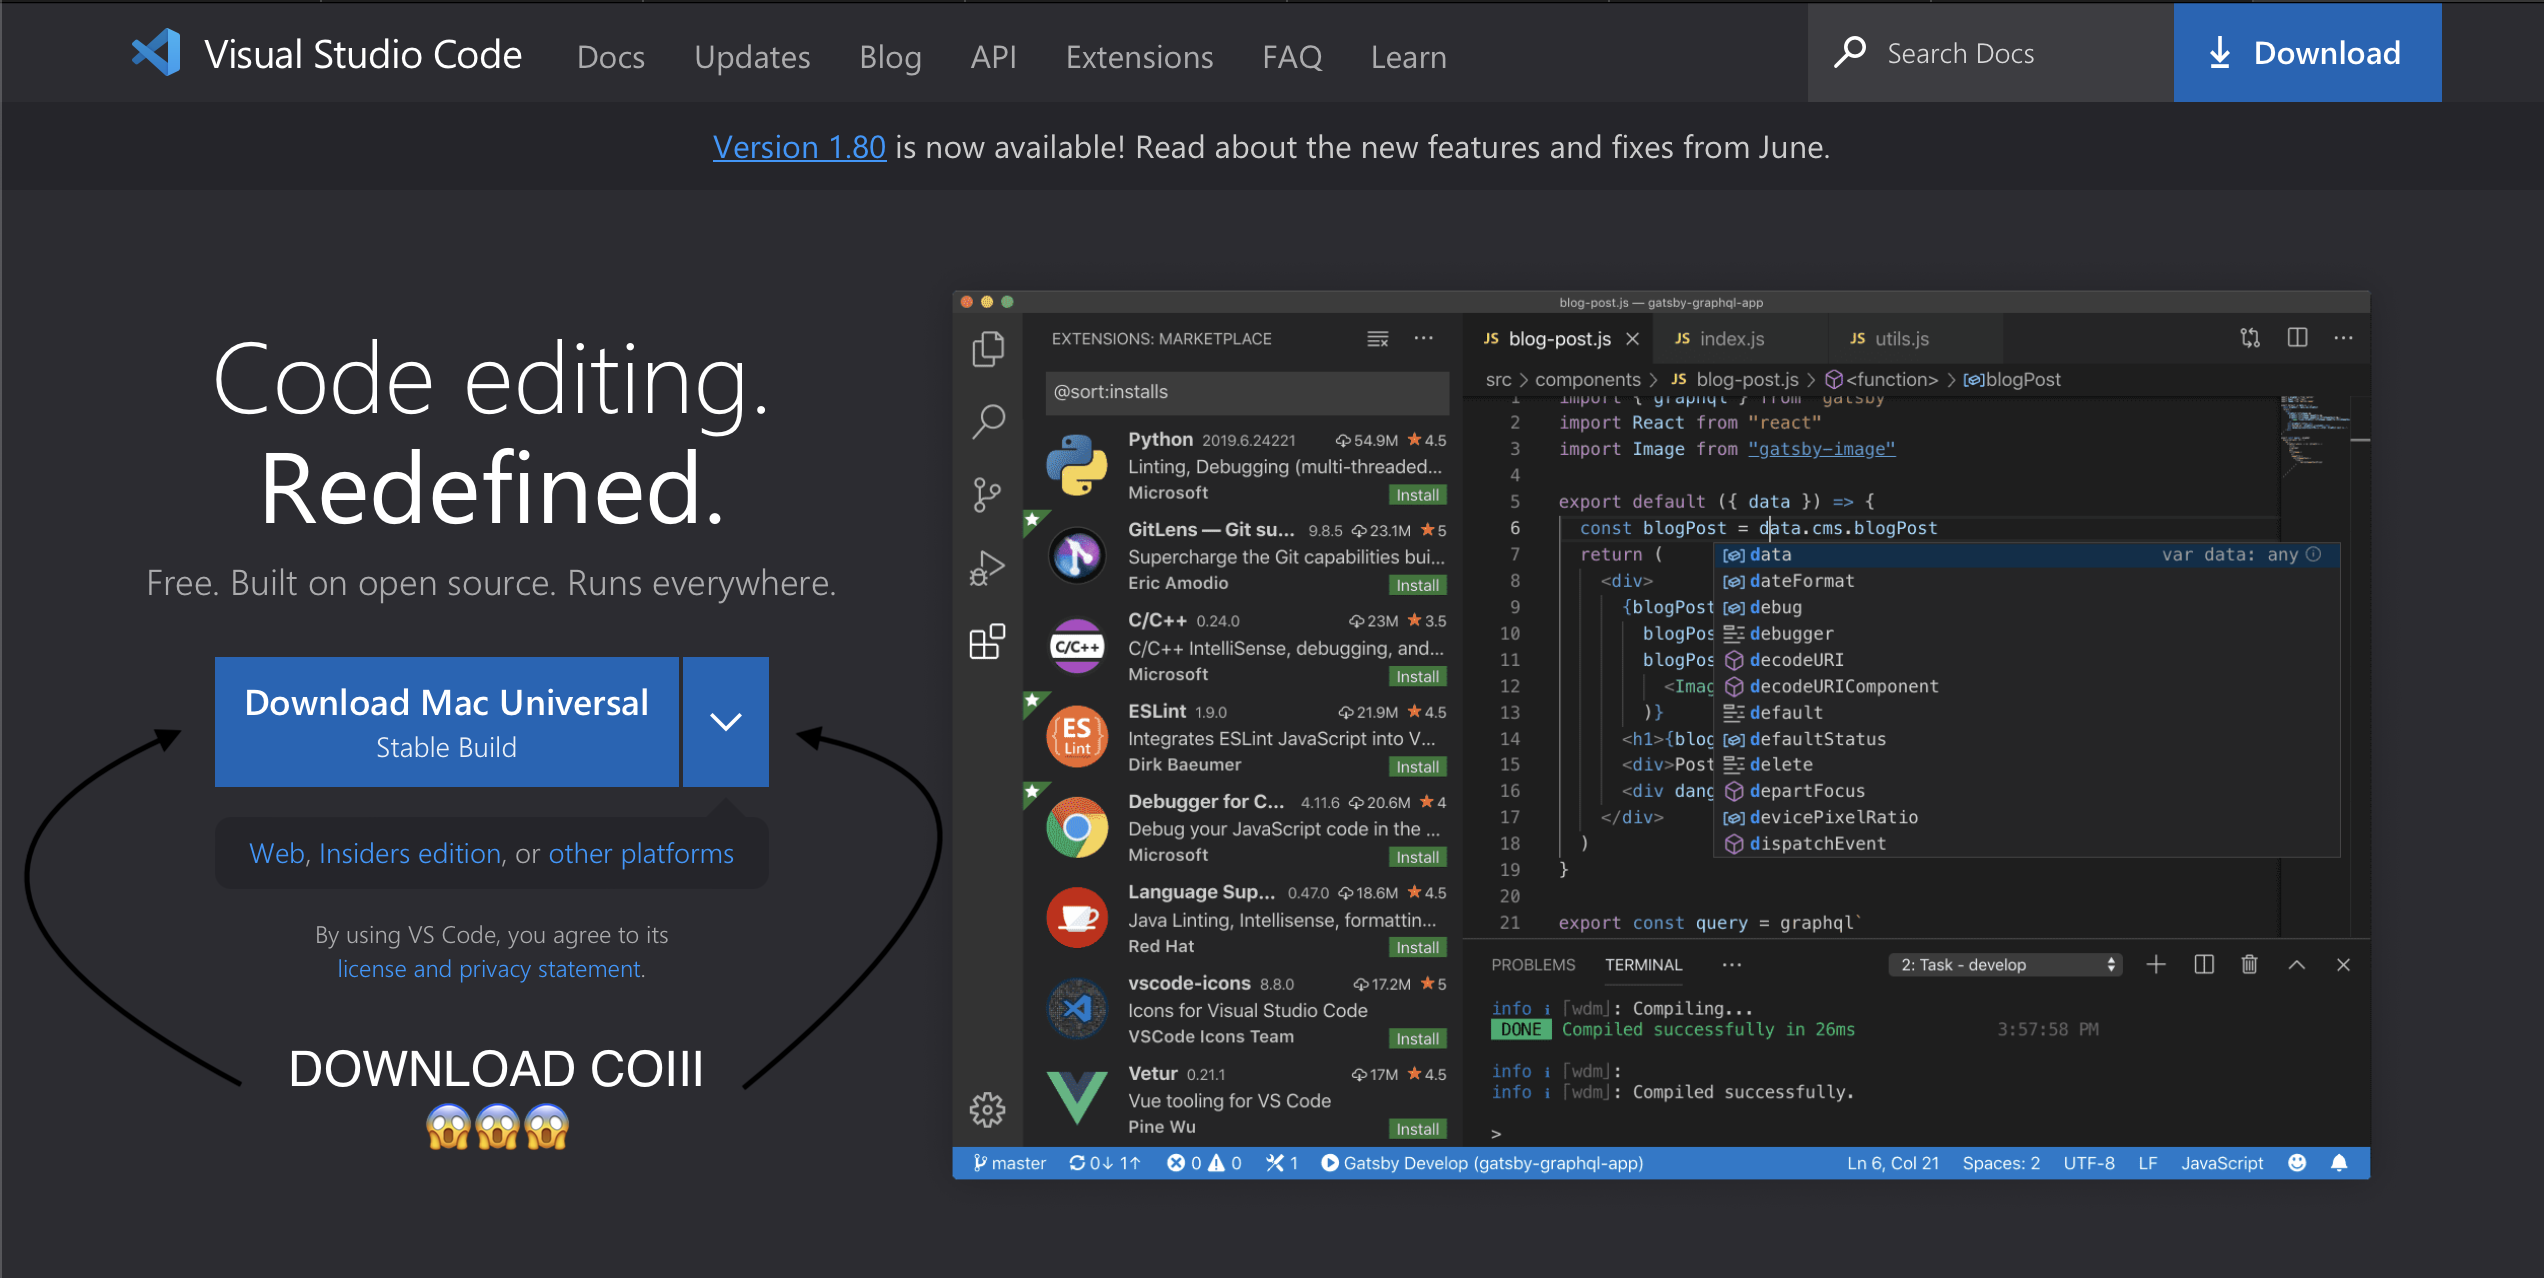 Visual Studio Code Docs Updates Blog API Extensions FAQ Learn Search Docs Download
Version 1.80 is now available! Read about the new features and fixes from June.
Code editing.
Redefined.
Free. Built on open source. Runs everywhere.
Download Mac Universal
Stable Build
Web, Insiders edition, or other platforms
By using VS Code, you agree to its
license and privacy statement.
DOWNLOAD COIII
😱😱😱
blog-post.js — gatsby-graphql-app
EXTENSIONS: MARKETPLACE
@sort:installs
Python 2019.6.24221 54.9M 4.5
Linting, Debugging (multi-threaded...
Microsoft Install
GitLens — Git su... 9.8.5 23.1M 5
Supercharge the Git capabilities bui...
Eric Amodio Install
C/C++
C/C++ 0.24.0 23M 3.5
C/C++ IntelliSense, debugging, and...
Microsoft Install
ES
Lint
ESLint 1.9.0 21.9M 4.5
Integrates ESLint JavaScript into V...
Dirk Baeumer Install
Debugger for C... 4.11.6 20.6M 4
Debug your JavaScript code in the ...
Microsoft Install
Language Sup... 0.47.0 18.6M 4.5
Java Linting, Intellisense, formattin...
Red Hat Install
vscode-icons 8.8.0 17.2M 5
Icons for Visual Studio Code
VSCode Icons Team Install
Vetur 0.21.1 17M 4.5
Vue tooling for VS Code
Pine Wu Install
JS blog-post.js JS index.js JS utils.js
src > components > JS blog-post.js > <function> > blogPost
1 import { graphql } from "gatsby"
2 import React from "react"
3 import Image from "gatsby-image"
4
5 export default ({ data }) => {
6 const blogPost = data.cms.blogPost
7 return (
8 <div>
9 {blogPost
10 blogPos
11 blogPos
12 <Imag
13 )}
14 <h1>{blog
15 <div>Post
16 <div dang
17 </div>
18 )
19 }
20
21 export const query = graphql`
data var data: any
dateFormat
debug
debugger
decodeURI
decodeURIComponent
default
defaultStatus
delete
departFocus
devicePixelRatio
dispatchEvent
PROBLEMS TERMINAL ... 2: Task - develop
info i ｢wdm｣: Compiling...
DONE Compiled successfully in 26ms 3:57:58 PM
info i ｢wdm｣:
info i ｢wdm｣: Compiled successfully.
>
master 0↓ 1↑ 0 0 1 Gatsby Develop (gatsby-graphql-app) Ln 6, Col 21 Spaces: 2 UTF-8 LF JavaScript